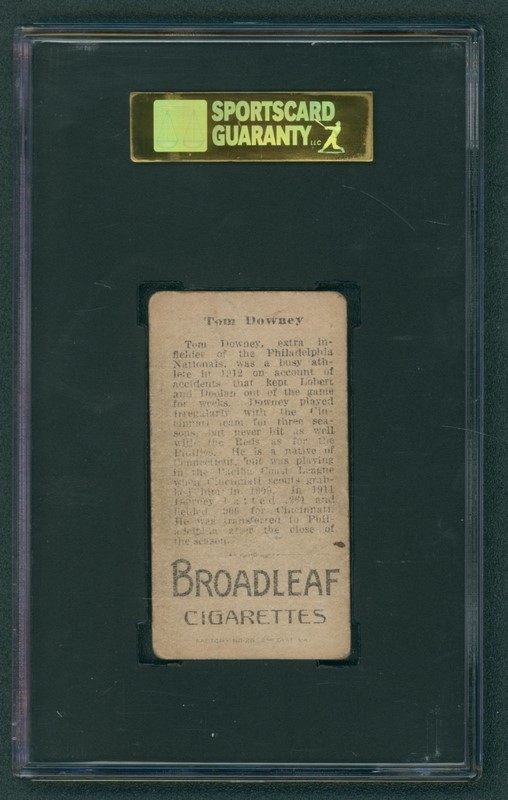 SPORTSCARD
GUARANTY LLC
Tom Downey
Tom Downey, extra in-
fielder of the Philadelphia
Nationals, was a busy ath-
lete in 1912 on account of
accidents that kept Lobert
and Doolan out of the game
for weeks. Downey played
irregularly with the Cin-
cinnati team for three sea-
sons, but never hit as well
with the Reds as for the
Phillies. He is a native of
Connecticut, but was playing
in the Pacific Coast League
when Cincinnati scouts grab-
bed him in 1909. In 1911
Downey batted .261 and
fielded .906 for Cincinnati.
He was transferred to Phil-
adelphia after the close of
the season.
BROADLEAF
CIGARETTES